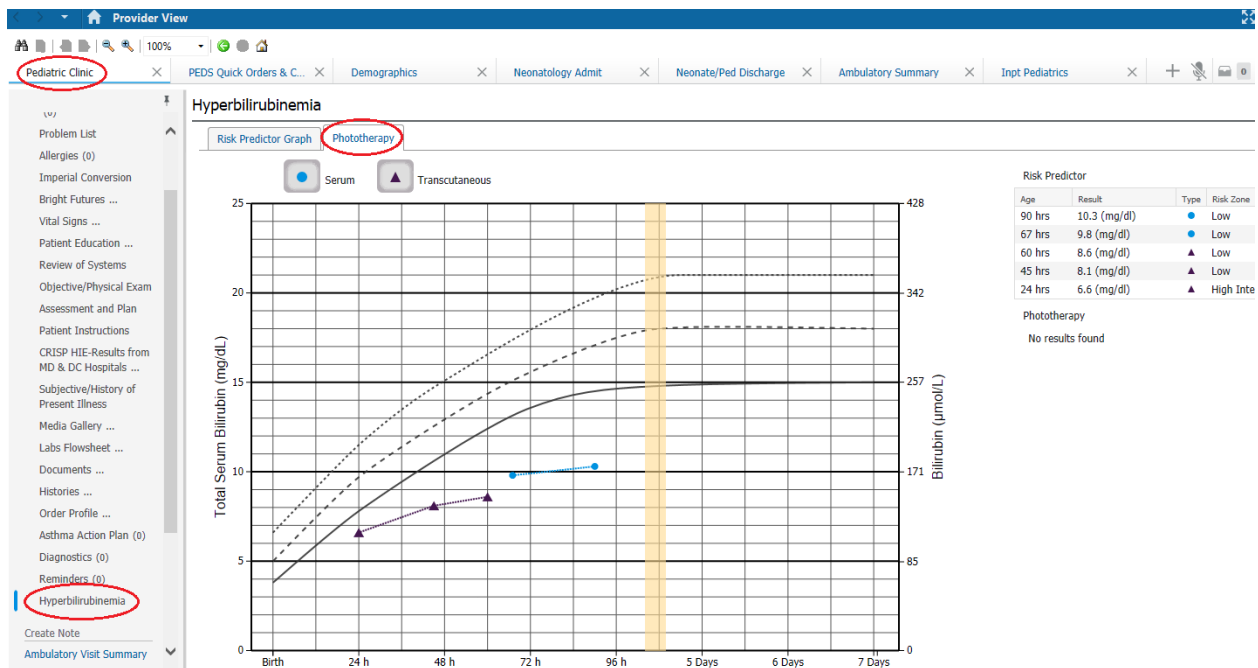 Provider View
100%
Pediatric Clinic
PEDS Quick Orders & C...
Demographics
Neonatology Admit
Neonate/Ped Discharge
Ambulatory Summary
Inpt Pediatrics
0
Problem List
Allergies (0)
Imperial Conversion
Bright Futures ...
Vital Signs ...
Patient Education ...
Review of Systems
Objective/Physical Exam
Assessment and Plan
Patient Instructions
CRISP HIE-Results from
MD & DC Hospitals ...
Subjective/History of
Present Illness
Media Gallery ...
Labs Flowsheet ...
Documents ...
Histories ...
Order Profile ...
Asthma Action Plan (0)
Diagnostics (0)
Reminders (0)
Hyperbilirubinemia
Create Note
Ambulatory Visit Summary
Hyperbilirubinemia
Risk Predictor Graph
Phototherapy
Serum
Transcutaneous
Total Serum Bilirubin (mg/dL)
25
20
15
10
5
0
Birth
24 h
48 h
72 h
96 h
5 Days
6 Days
7 Days
428
342
257
171
85
0
Bilirubin (µmol/L)
Risk Predictor
Age Result Type Risk Zone
90 hrs 10.3 (mg/dl) Low
67 hrs 9.8 (mg/dl) Low
60 hrs 8.6 (mg/dl) Low
45 hrs 8.1 (mg/dl) Low
24 hrs 6.6 (mg/dl) High Inte
Phototherapy
No results found